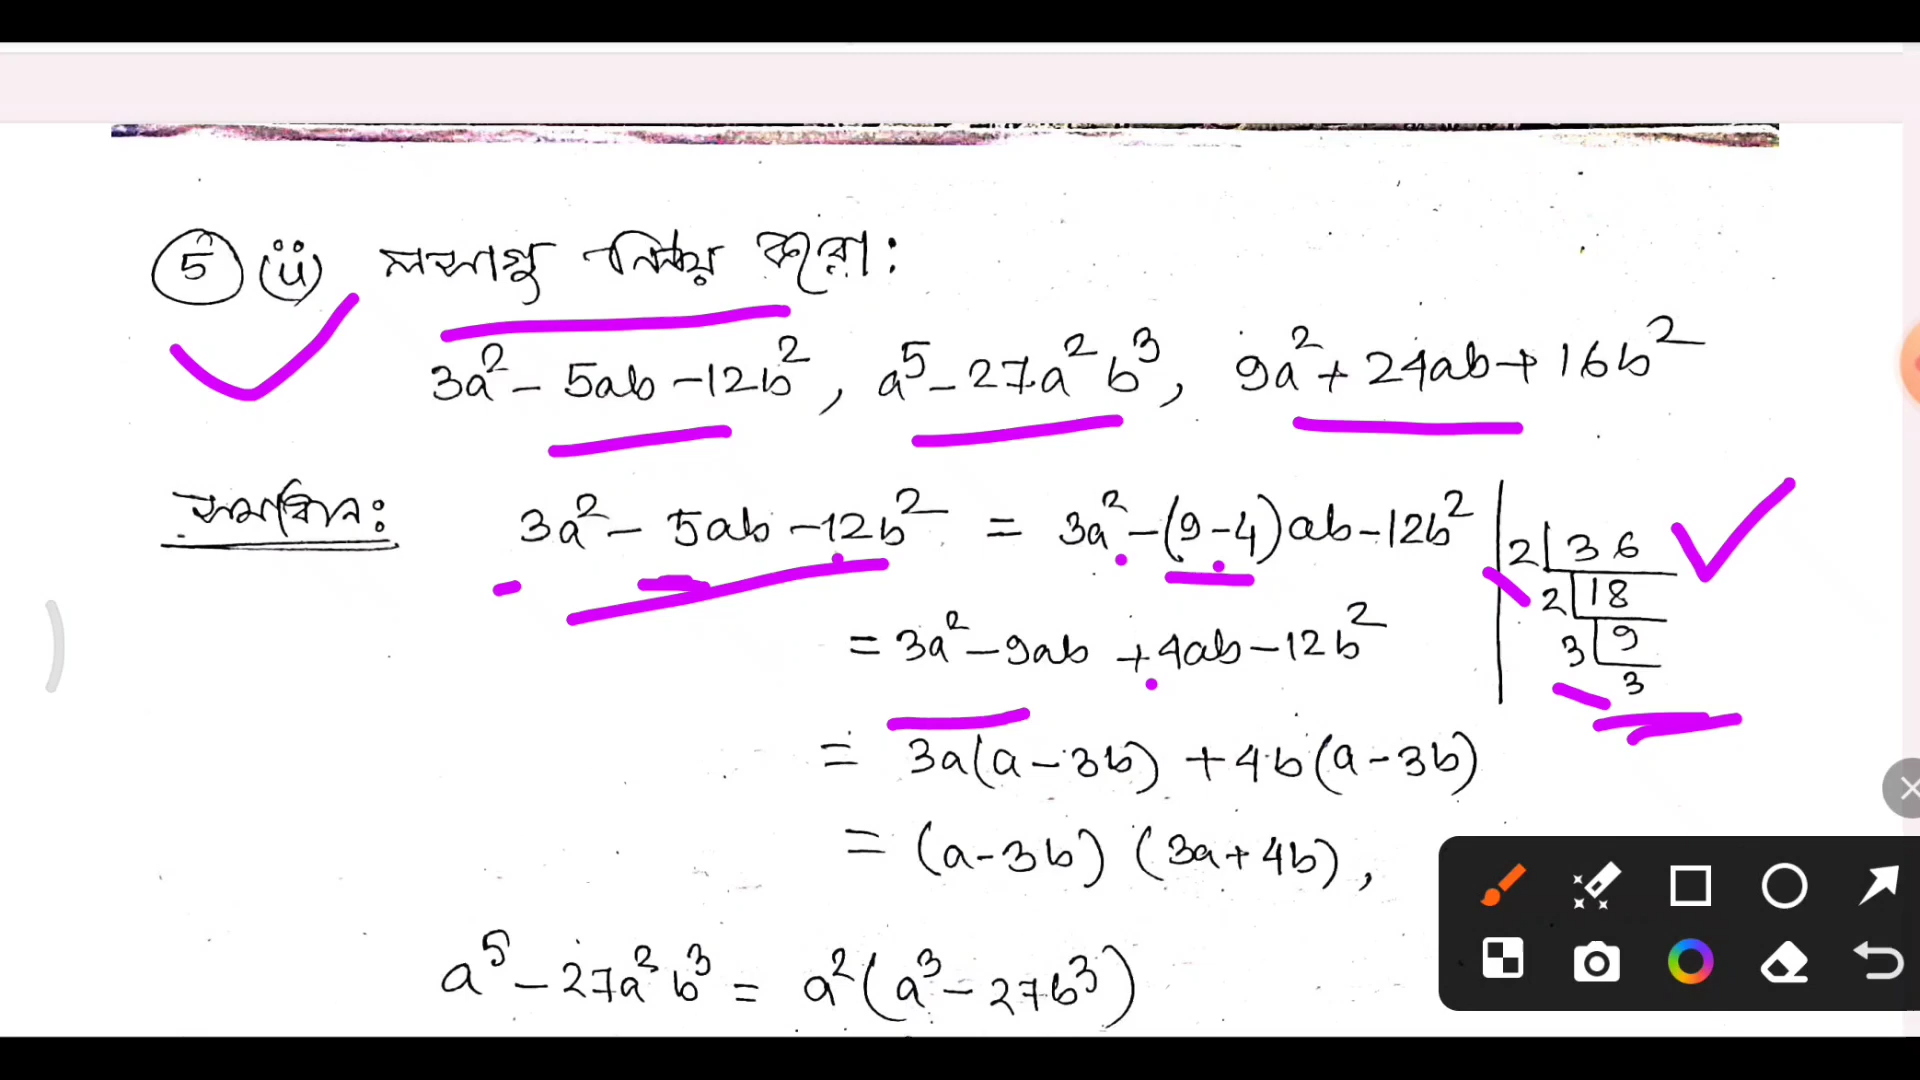 5 (ii) লসাগু নির্ণয় করো:
3a² - 5ab - 12b², a⁵ - 27a²b³, 9a² + 24ab + 16b²
সমাধান: 3a² - 5ab - 12b² = 3a² - (9-4)ab - 12b²
2 | 36
2 | 18
3 | 9
3
= 3a² - 9ab + 4ab - 12b²
= 3a(a - 3b) + 4b(a - 3b)
= (a - 3b) (3a + 4b),
a⁵ - 27a²b³ = a²(a³ - 27b³)